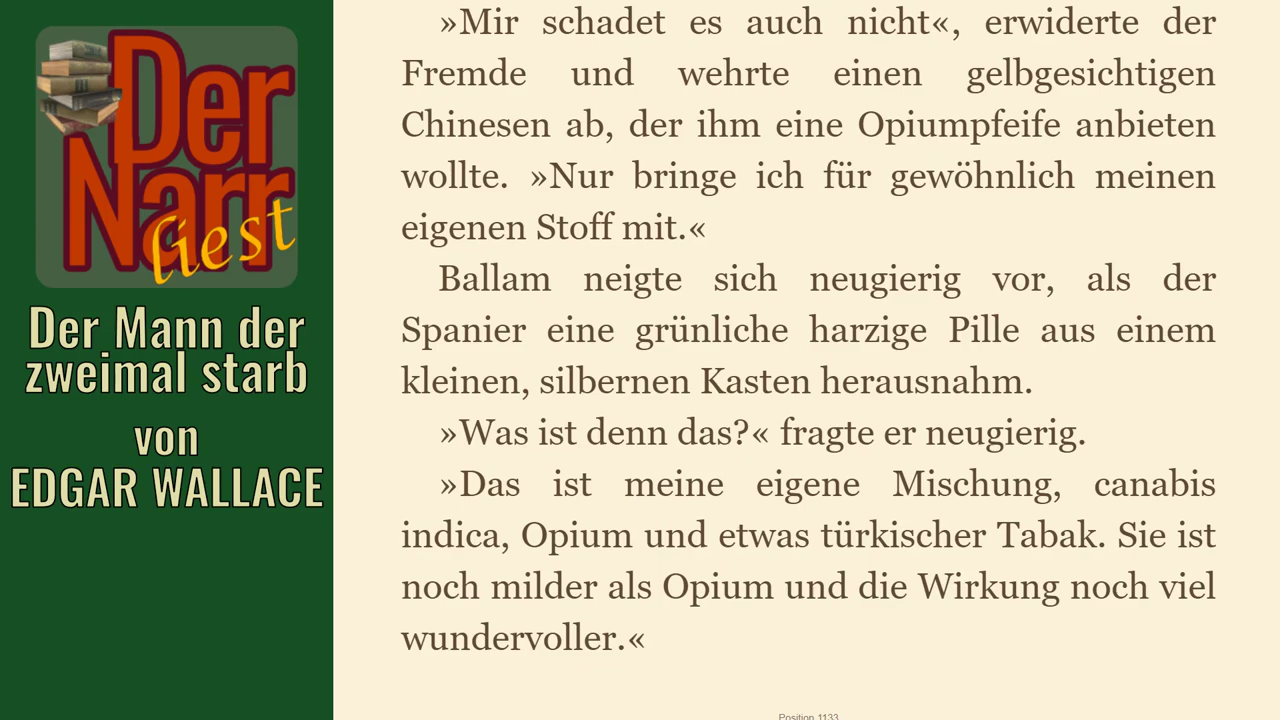 Der
Narr
liest
Der Mann der
zweimal starb
von
EDGAR WALLACE
»Mir schadet es auch nicht«, erwiderte der
Fremde und wehrte einen gelbgesichtigen
Chinesen ab, der ihm eine Opiumpfeife anbieten
wollte. »Nur bringe ich für gewöhnlich meinen
eigenen Stoff mit.«
Ballam neigte sich neugierig vor, als der
Spanier eine grünliche harzige Pille aus einem
kleinen, silbernen Kasten herausnahm.
»Was ist denn das?« fragte er neugierig.
»Das ist meine eigene Mischung, canabis
indica, Opium und etwas türkischer Tabak. Sie ist
noch milder als Opium und die Wirkung noch viel
wundervoller.«
Position 1133